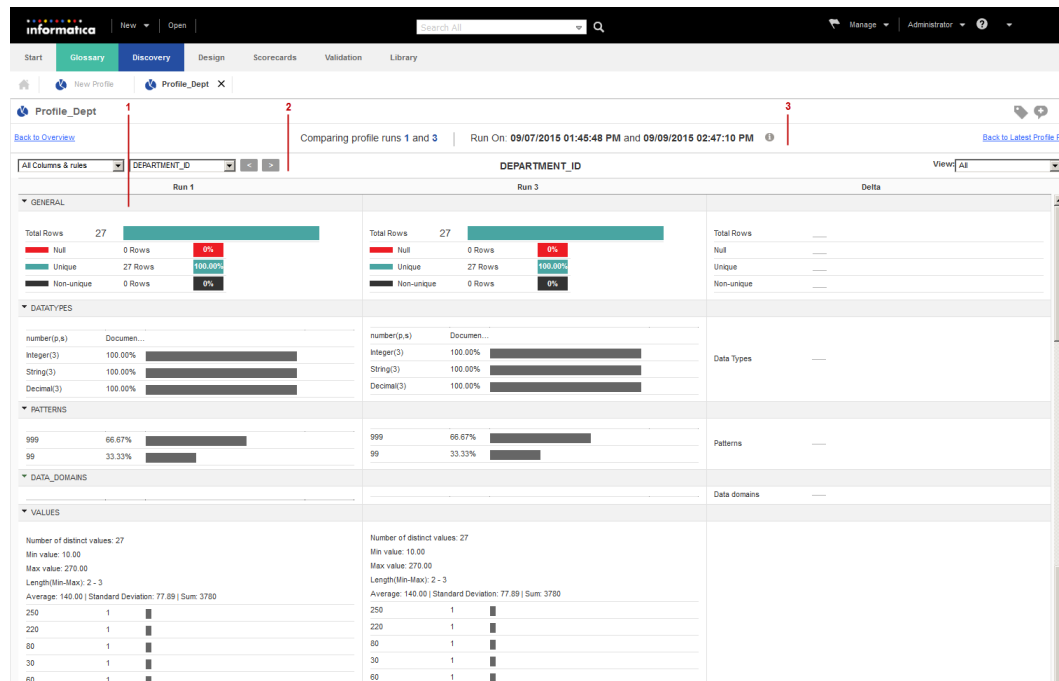 informatica New Open Search All Manage Administrator ?
Start Glossary Discovery Design Scorecards Validation Library
New Profile Profile_Dept X
Profile_Dept 1 2 3
Back to Overview Comparing profile runs 1 and 3 Run On: 09/07/2015 01:45:48 PM and 09/09/2015 02:47:10 PM Back to Latest Profile R
All Columns & rules DEPARTMENT_ID < > DEPARTMENT_ID View: All
Run 1 Run 3 Delta
GENERAL
Total Rows 27 Total Rows 27 Total Rows
Null 0 Rows 0% Null 0 Rows 0% Null
Unique 27 Rows 100.00% Unique 27 Rows 100.00% Unique
Non-unique 0 Rows 0% Non-unique 0 Rows 0% Non-unique
DATATYPES
number(p,s) Documen... number(p,s) Documen...
Integer(3) 100.00% Integer(3) 100.00%
String(3) 100.00% String(3) 100.00% Data Types
Decimal(3) 100.00% Decimal(3) 100.00%
PATTERNS
999 66.67% 999 66.67%
99 33.33% 99 33.33% Patterns
DATA_DOMAINS
Data domains
VALUES
Number of distinct values: 27 Number of distinct values: 27
Min value: 10.00 Min value: 10.00
Max value: 270.00 Max value: 270.00
Length(Min-Max): 2 - 3 Length(Min-Max): 2 - 3
Average: 140.00 | Standard Deviation: 77.89 | Sum: 3780 Average: 140.00 | Standard Deviation: 77.89 | Sum: 3780
250 1 250 1
220 1 220 1
80 1 80 1
30 1 30 1
60 1 60 1